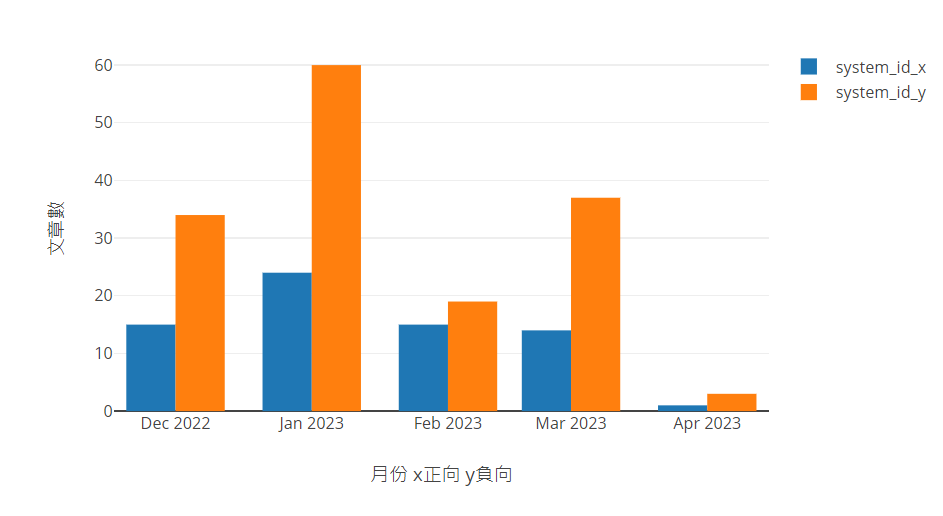 60
50
40
30
20
10
0
文章數
Dec 2022
Jan 2023
Feb 2023
Mar 2023
Apr 2023
月份 x正向 y負向
system_id_x
system_id_y